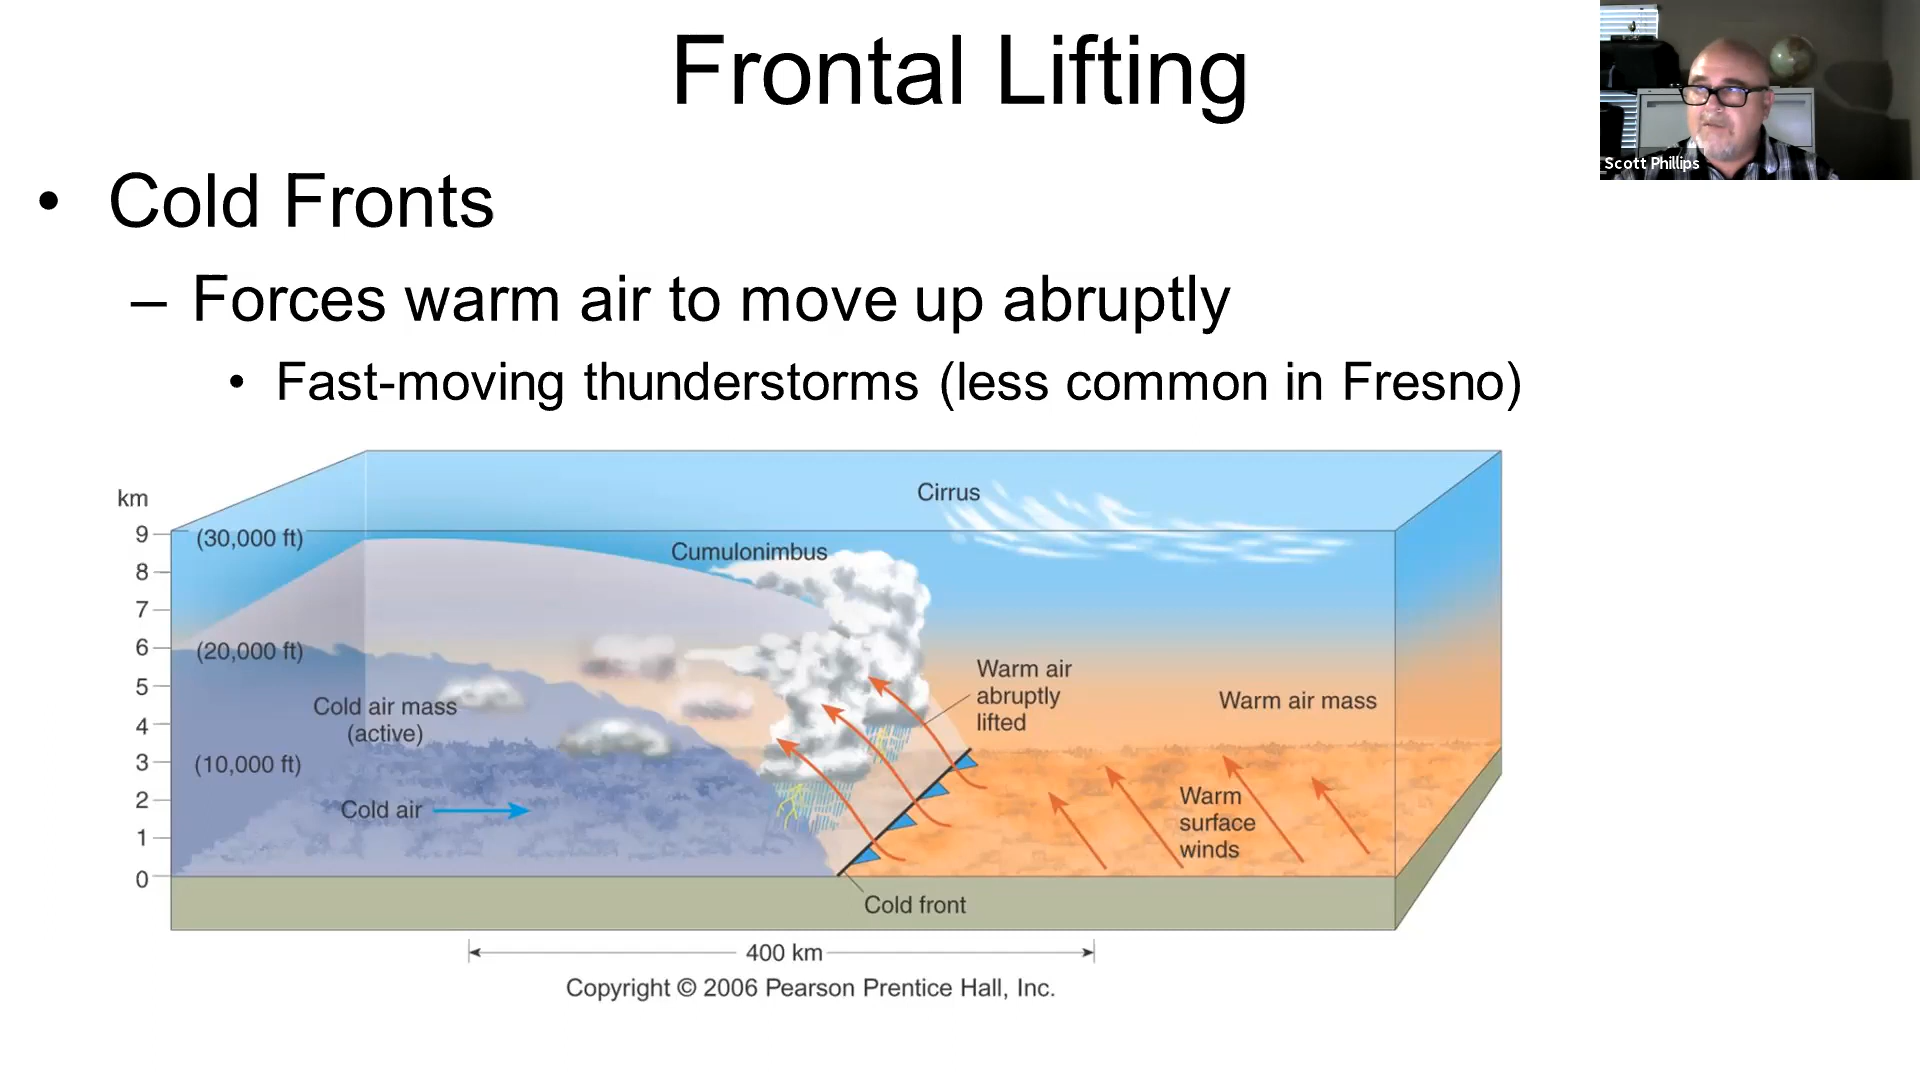 Frontal Lifting
Scott Phillips
• Cold Fronts
– Forces warm air to move up abruptly
• Fast-moving thunderstorms (less common in Fresno)
km
9
(30,000 ft)
8
7
6
(20,000 ft)
5
4
3
(10,000 ft)
2
1
0
Cirrus
Cumulonimbus
Cold air mass
(active)
Cold air
Warm air
abruptly
lifted
Warm air mass
Warm
surface
winds
Cold front
400 km
Copyright © 2006 Pearson Prentice Hall, Inc.